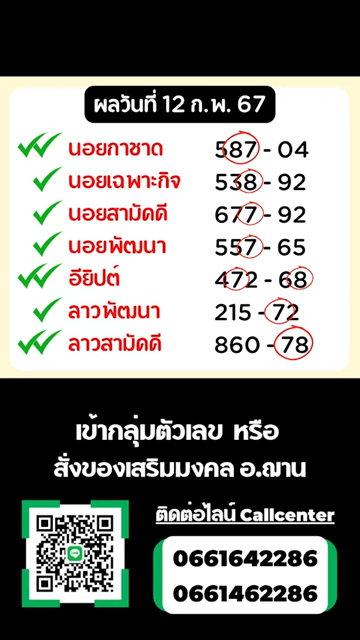 ผลวันที่ 12 ก.พ. 67
นอยกาชาด 587 - 04
นอยเฉพาะกิจ 538 - 92
นอยสามัคคี 677 - 92
นอยพัฒนา 557 - 65
อียิปต์ 472 - 68
ลาวพัฒนา 215 - 72
ลาวสามัคคี 860 - 78
เข้ากลุ่มตัวเลข หรือ
สั่งของเสริมมงคล อ.ฌาน
ติดต่อไลน์ Callcenter
0661642286
0661462286